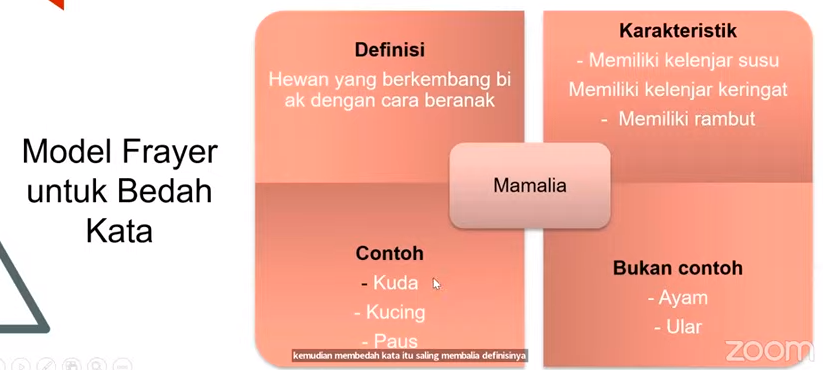 Model Frayer
untuk Bedah
Kata
Definisi
Hewan yang berkembang bi
ak dengan cara beranak
Karakteristik
- Memiliki kelenjar susu
Memiliki kelenjar keringat
- Memiliki rambut
Mamalia
Contoh
- Kuda
- Kucing
- Paus
Bukan contoh
- Ayam
- Ular
kemudian membedah kata itu saling membalia definisinya
zoom